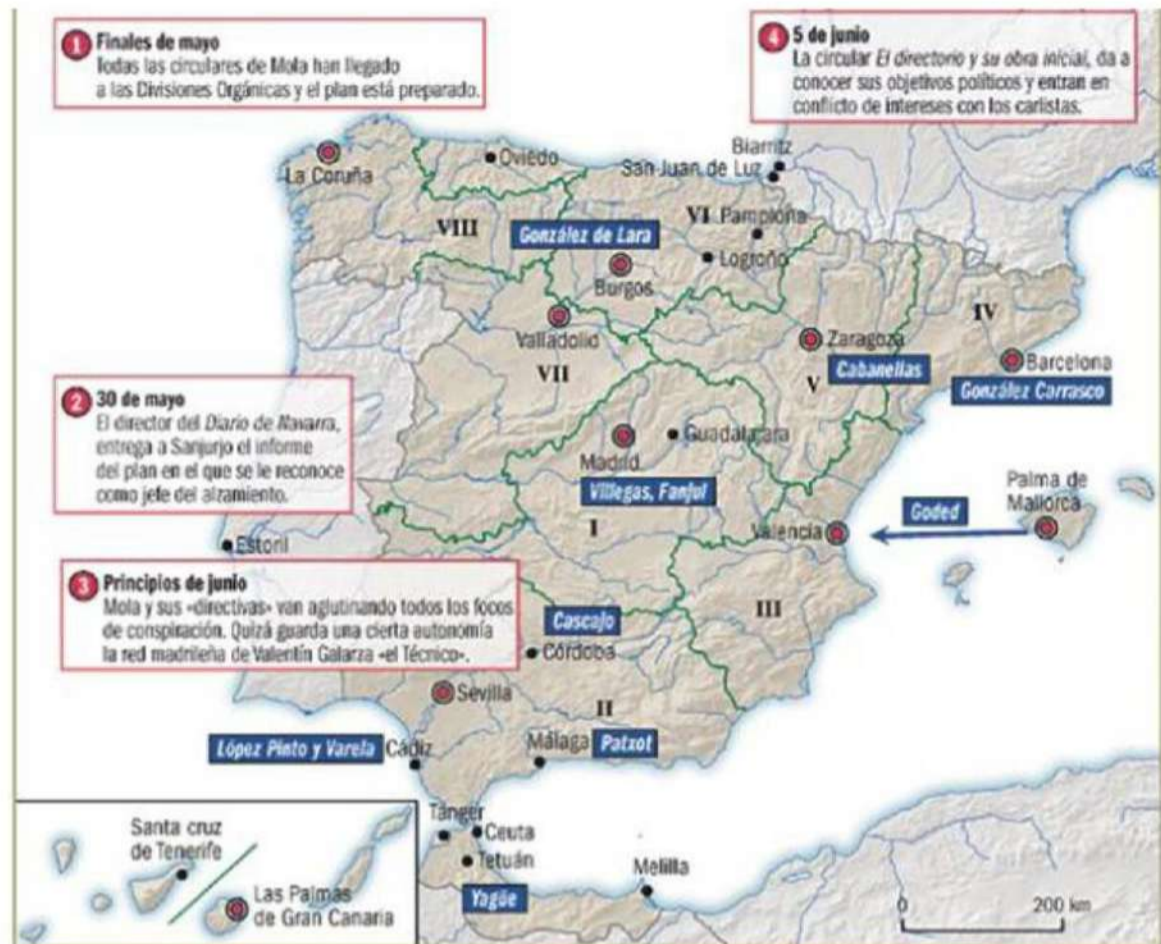 1 Finales de mayo
Todas las circulares de Mola han llegado
a las Divisiones Orgánicas y el plan está preparado.
4 5 de junio
La circular El directorio y su obra inicial, da a
conocer sus objetivos políticos y entran en
conflicto de intereses con los carlistas.
Biarritz
San Juan de Luz
La Coruña
Oviedo
VIII
VI
Pamplona
González de Lara
Logroño
Burgos
IV
Valladolid
Zaragoza
Barcelona
VII
V
Cabanellas
González Carrasco
2 30 de mayo
El director del Diario de Navarra,
entrega a Sanjurjo el informe
del plan en el que se le reconoce
como jefe del alzamiento.
Guadalajara
Madrid
Villegas, Fanjul
Palma de
Mallorca
Goded
Valencia
I
Estoril
3 Principios de junio
Mola y sus «directivas» van aglutinando todos los focos
de conspiración. Quizá guarda una cierta autonomía
la red madrileña de Valentín Galarza «el Técnico».
III
Cascajo
Córdoba
Sevilla
II
López Pinto y Varela
Cádiz
Málaga
Patxot
Tánger
Ceuta
Tetuán
Melilla
Yagüe
Santa cruz
de Tenerife
Las Palmas
de Gran Canaria
0 200 km